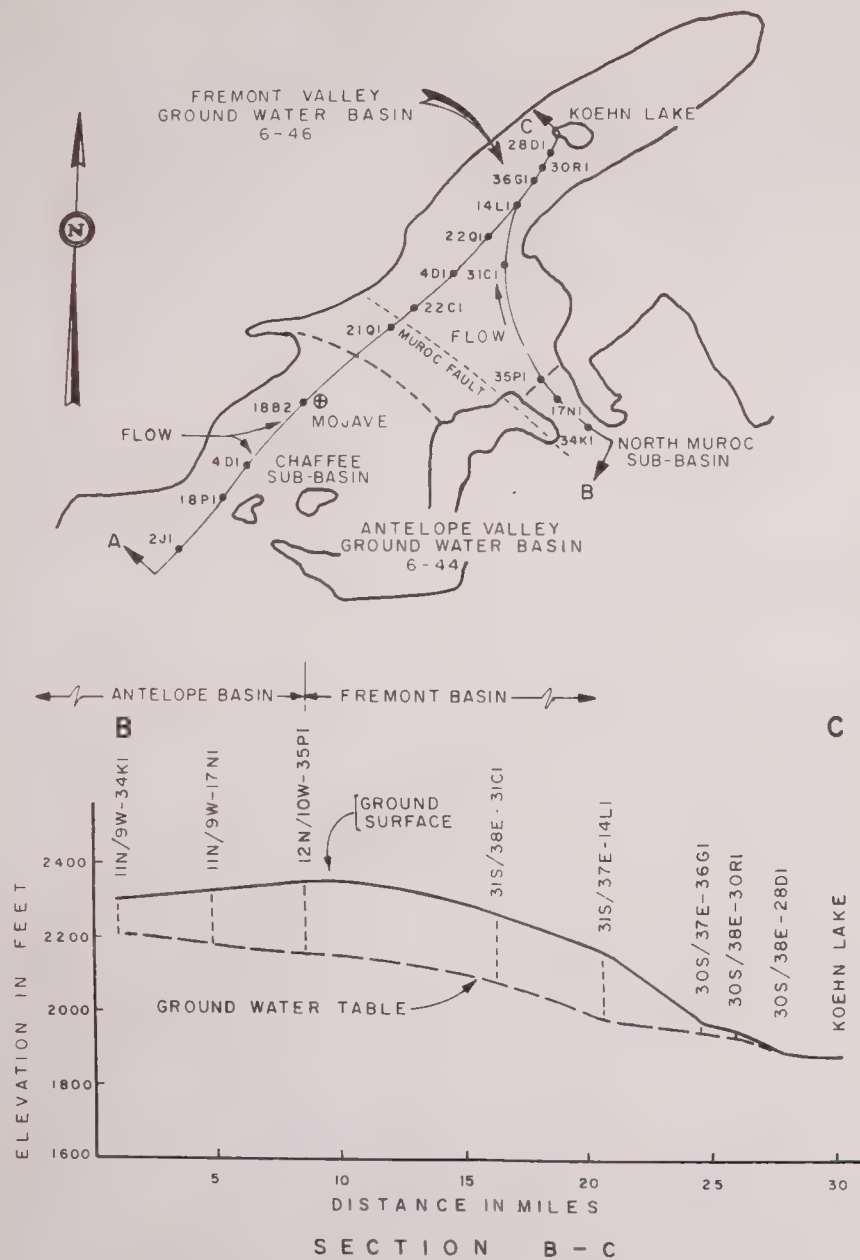 FREMONT VALLEY
GROUND WATER BASIN
6-46
C
KOEHN LAKE
28D1
30R1
36G1
14L1
N
22Q1
4D1
31C1
22C1
21Q1
FLOW
MUROC FAULT
35P1
18B2
MOJAVE
17N1
FLOW
34K1
NORTH MUROC
SUB-BASIN
4D1
CHAFFEE
SUB-BASIN
B
18P1
A
2J1
ANTELOPE VALLEY
GROUND WATER BASIN
6-44
ANTELOPE BASIN
FREMONT BASIN
B
C
11N/9W-34K1
11N/9W-17N1
12N/10W-35P1
GROUND
SURFACE
31S/38E-31C1
31S/37E-14L1
30S/37E-36G1
30S/38E-30R1
30S/38E-28D1
KOEHN LAKE
ELEVATION IN FEET
2400
2200
2000
1800
1600
GROUND WATER TABLE
5
10
15
20
25
30
DISTANCE IN MILES
SECTION B-C